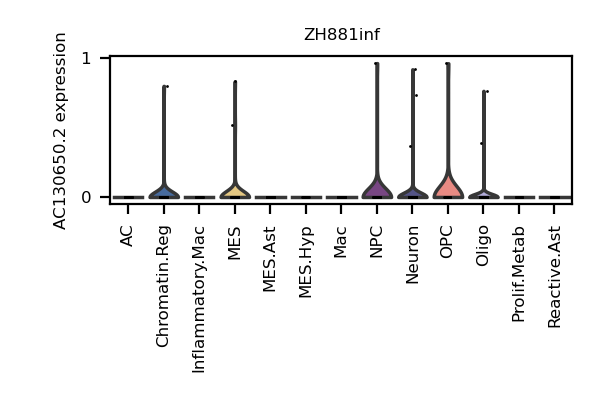 ZH881inf
AC130650.2 expression
1
0
AC
Chromatin.Reg
Inflammatory.Mac
MES
MES.Ast
MES.Hyp
Mac
NPC
Neuron
OPC
Oligo
Prolif.Metab
Reactive.Ast